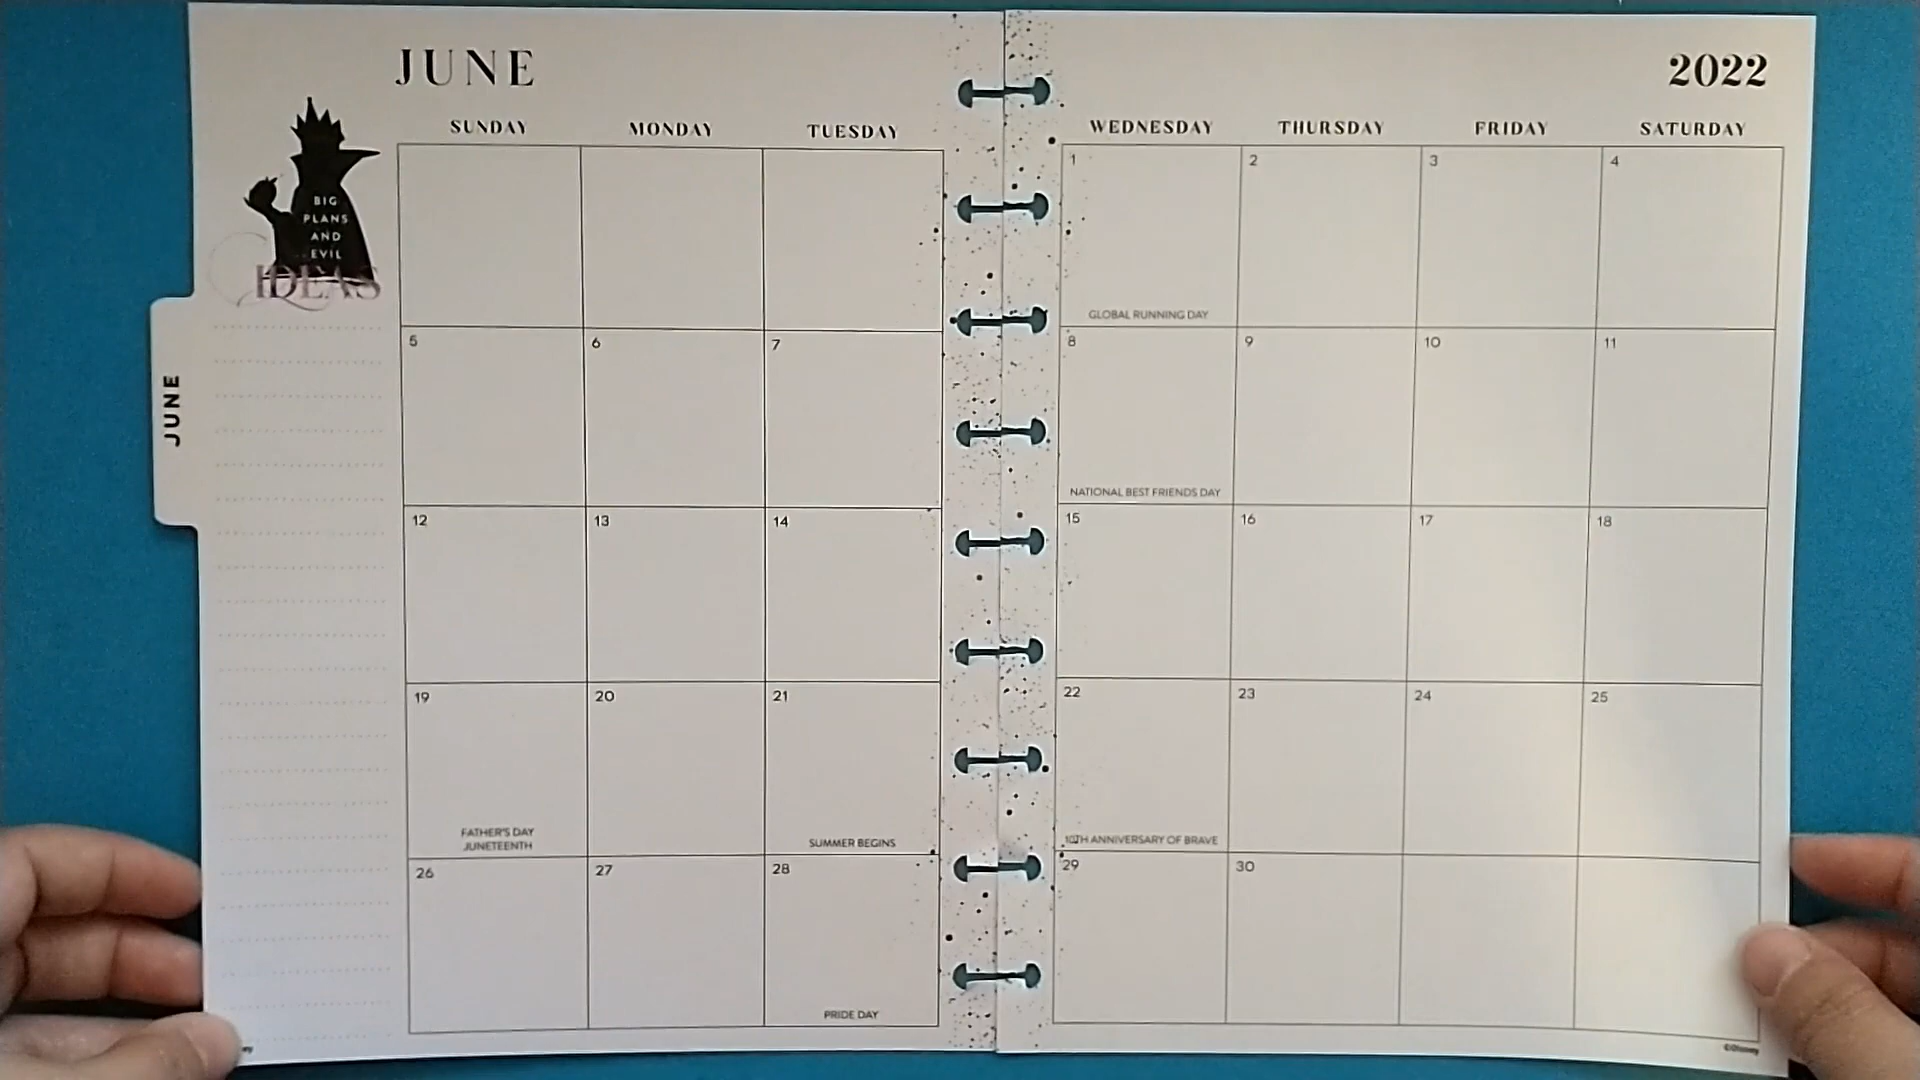 JUNE
2022
SUNDAY MONDAY TUESDAY WEDNESDAY THURSDAY FRIDAY SATURDAY
BIG
PLANS
AND
EVIL
IDEAS
JUNE
1 2 3 4
GLOBAL RUNNING DAY
5 6 7 8 9 10 11
NATIONAL BEST FRIENDS DAY
12 13 14 15 16 17 18
19 20 21 22 23 24 25
FATHER'S DAY
JUNETEENTH
SUMMER BEGINS
10TH ANNIVERSARY OF BRAVE
26 27 28 29 30
PRIDE DAY
©Disney